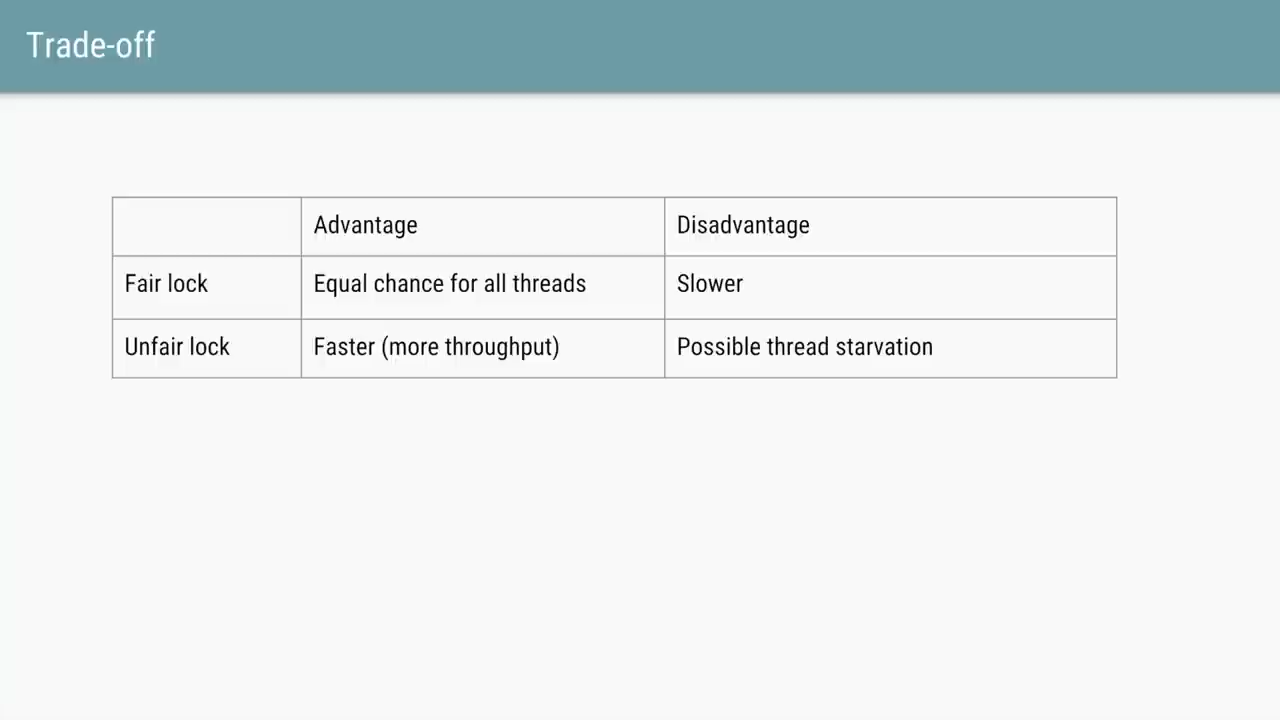 Trade-off
Advantage Disadvantage
Fair lock Equal chance for all threads Slower
Unfair lock Faster (more throughput) Possible thread starvation